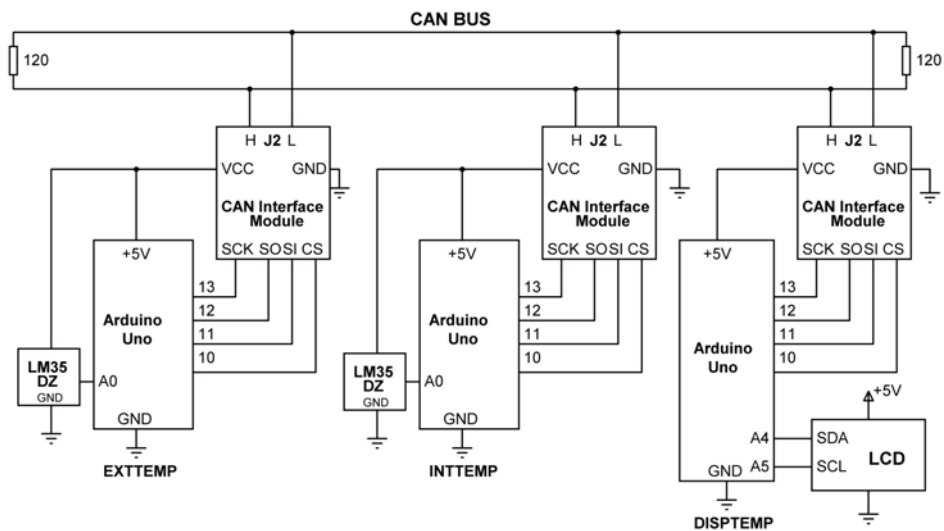 CAN BUS
120
120
H J2 L
VCC GND
CAN Interface
Module
SCK SO SI CS
+5V
13
12
11
10
Arduino
Uno
LM35
DZ
GND
A0
GND
EXTTEMP
H J2 L
VCC GND
CAN Interface
Module
SCK SO SI CS
+5V
13
12
11
10
Arduino
Uno
LM35
DZ
GND
A0
GND
INTTEMP
H J2 L
VCC GND
CAN Interface
Module
SCK SO SI CS
+5V
13
12
11
10
Arduino
Uno
A4
A5
GND
+5V
SDA
SCL
LCD
DISPTEMP